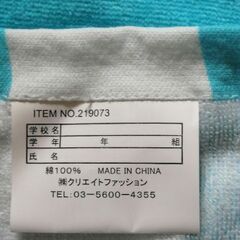 ITEM NO.219073
学校名
学年 年 組
氏名
綿100% MADE IN CHINA
㈱クリエイトファッション
TEL:03-5600-4355